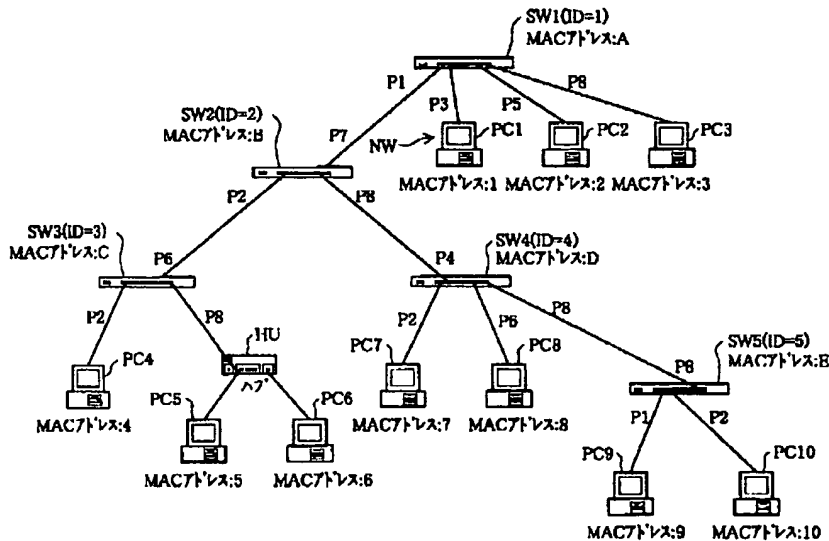 SW1(ID=1)
MACアドレス:A
P1
P3
P5
P8
SW2(ID=2)
MACアドレス:B
P7
NW
PC1
PC2
PC3
MACアドレス:1
MACアドレス:2
MACアドレス:3
P2
P8
SW3(ID=3)
MACアドレス:C
P6
P4
SW4(ID=4)
MACアドレス:D
P2
P8
HU
ハブ
P2
P6
P8
PC4
PC7
PC8
SW5(ID=5)
MACアドレス:E
P8
MACアドレス:4
PC5
PC6
MACアドレス:7
MACアドレス:8
P1
P2
MACアドレス:5
MACアドレス:6
PC9
PC10
MACアドレス:9
MACアドレス:10